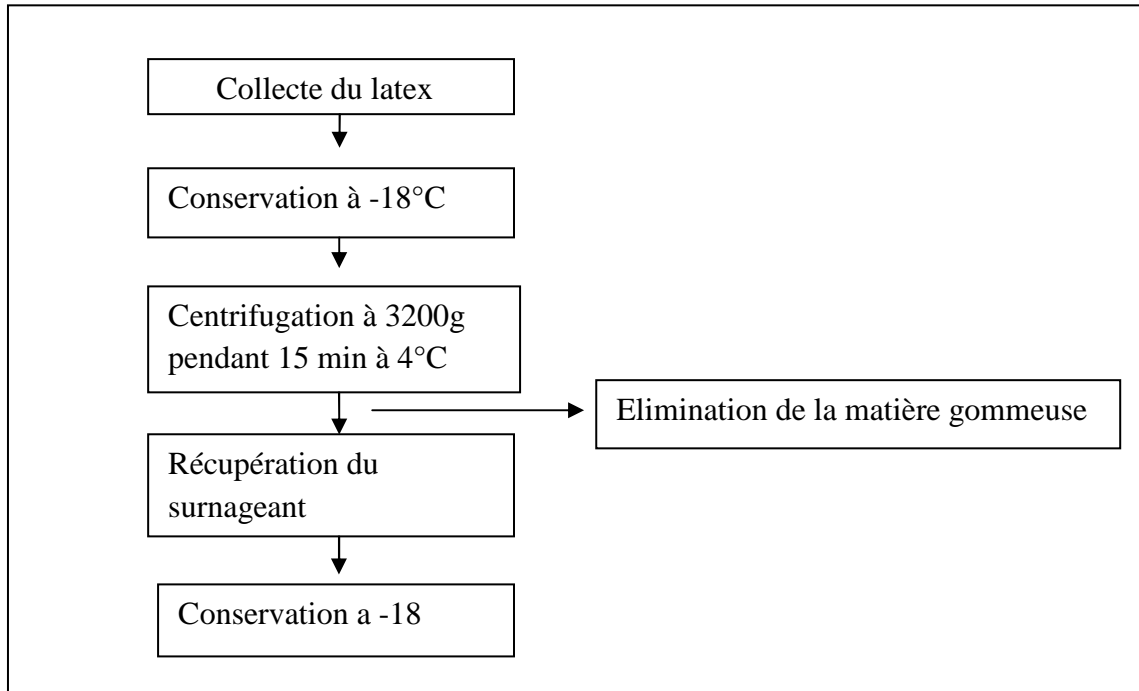 Collecte du latex
Conservation à -18°C
Centrifugation à 3200g
pendant 15 min à 4°C
Elimination de la matière gommeuse
Récupération du
surnageant
Conservation a -18